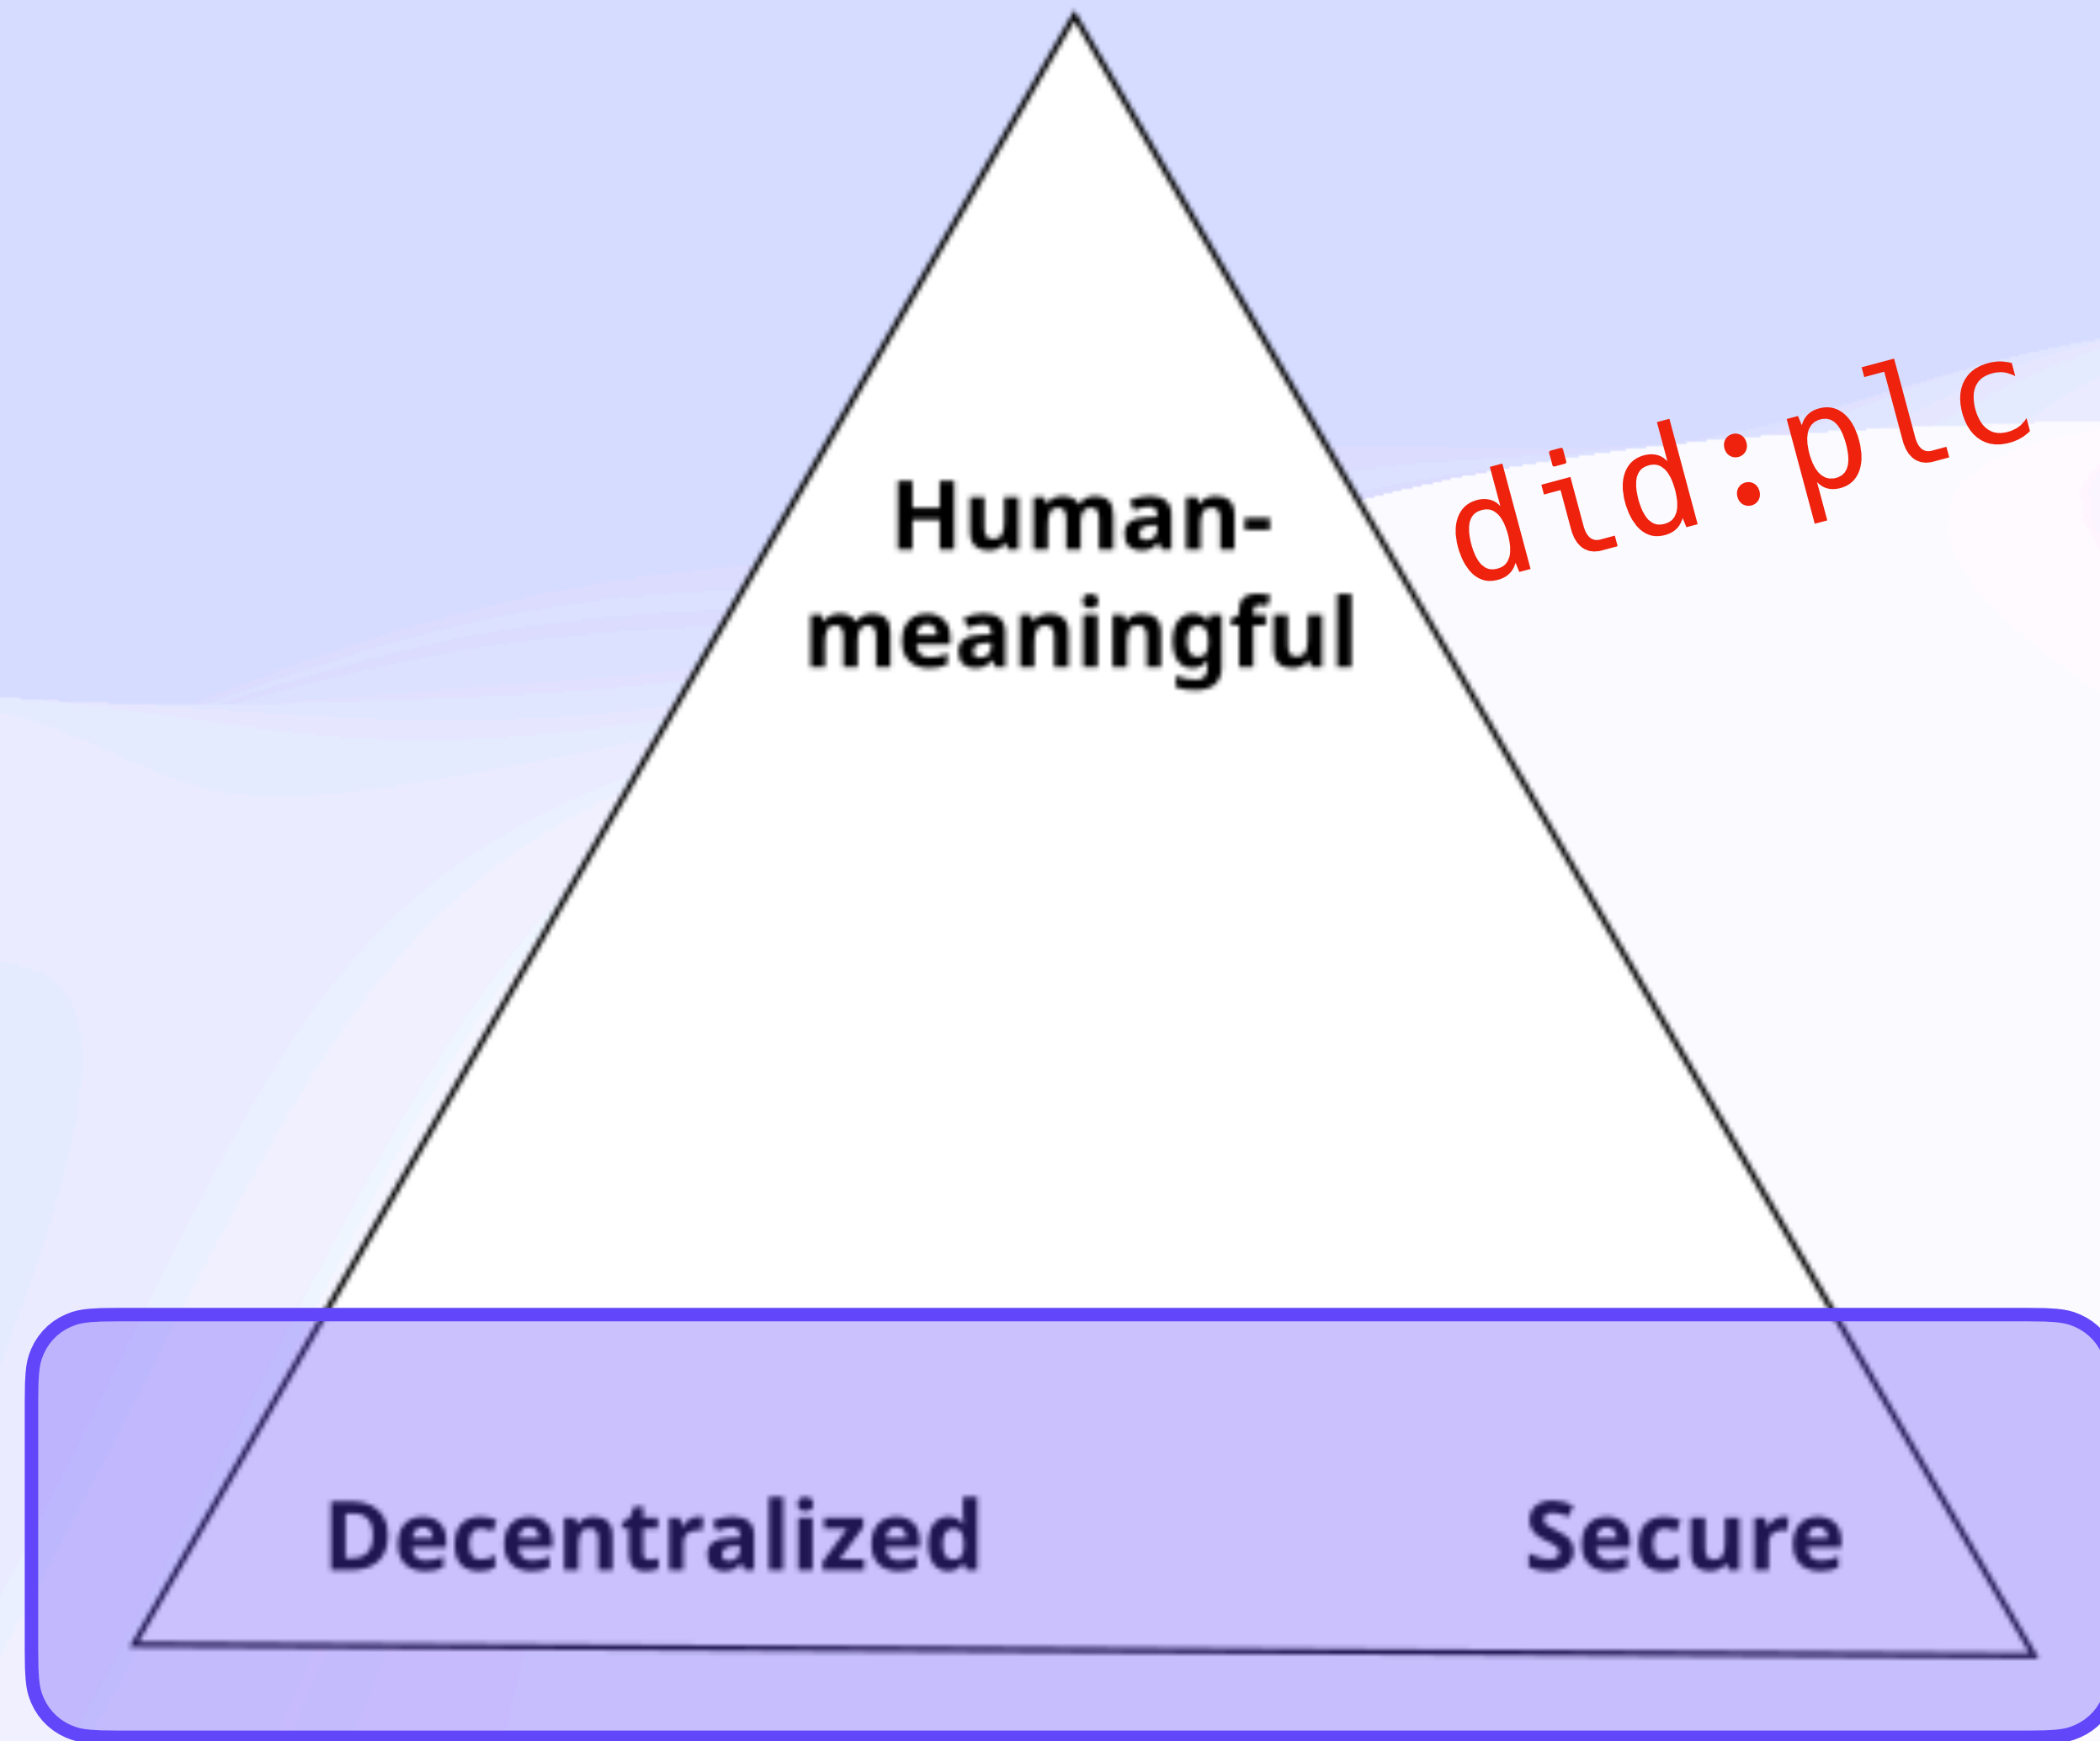 did:plc
Human-
meaningful
Decentralized
Secure